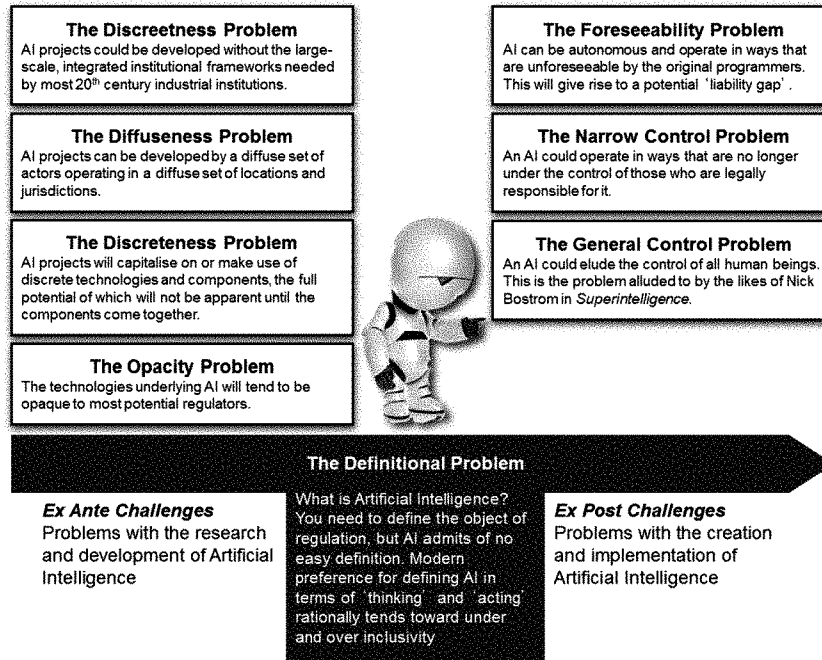 The Discreetness Problem
AI projects could be developed without the large-
scale, integrated institutional frameworks needed
by most 20th century industrial institutions.
The Diffuseness Problem
AI projects can be developed by a diffuse set of
actors operating in a diffuse set of locations and
jurisdictions.
The Discreteness Problem
AI projects will capitalise on or make use of
discrete technologies and components, the full
potential of which will not be apparent until the
components come together.
The Opacity Problem
The technologies underlying AI will tend to be
opaque to most potential regulators.
The Foreseeability Problem
AI can be autonomous and operate in ways that
are unforeseeable by the original programmers.
This will give rise to a potential 'liability gap'.
The Narrow Control Problem
An AI could operate in ways that are no longer
under the control of those who are legally
responsible for it.
The General Control Problem
An AI could elude the control of all human beings.
This is the problem alluded to by the likes of Nick
Bostrom in Superintelligence.
The Definitional Problem
Ex Ante Challenges
Problems with the research
and development of Artificial
Intelligence
What is Artificial Intelligence?
You need to define the object of
regulation, but AI admits of no
easy definition. Modern
preference for defining AI in
terms of 'thinking' and 'acting'
rationally tends toward under
and over inclusivity
Ex Post Challenges
Problems with the creation
and implementation of
Artificial Intelligence